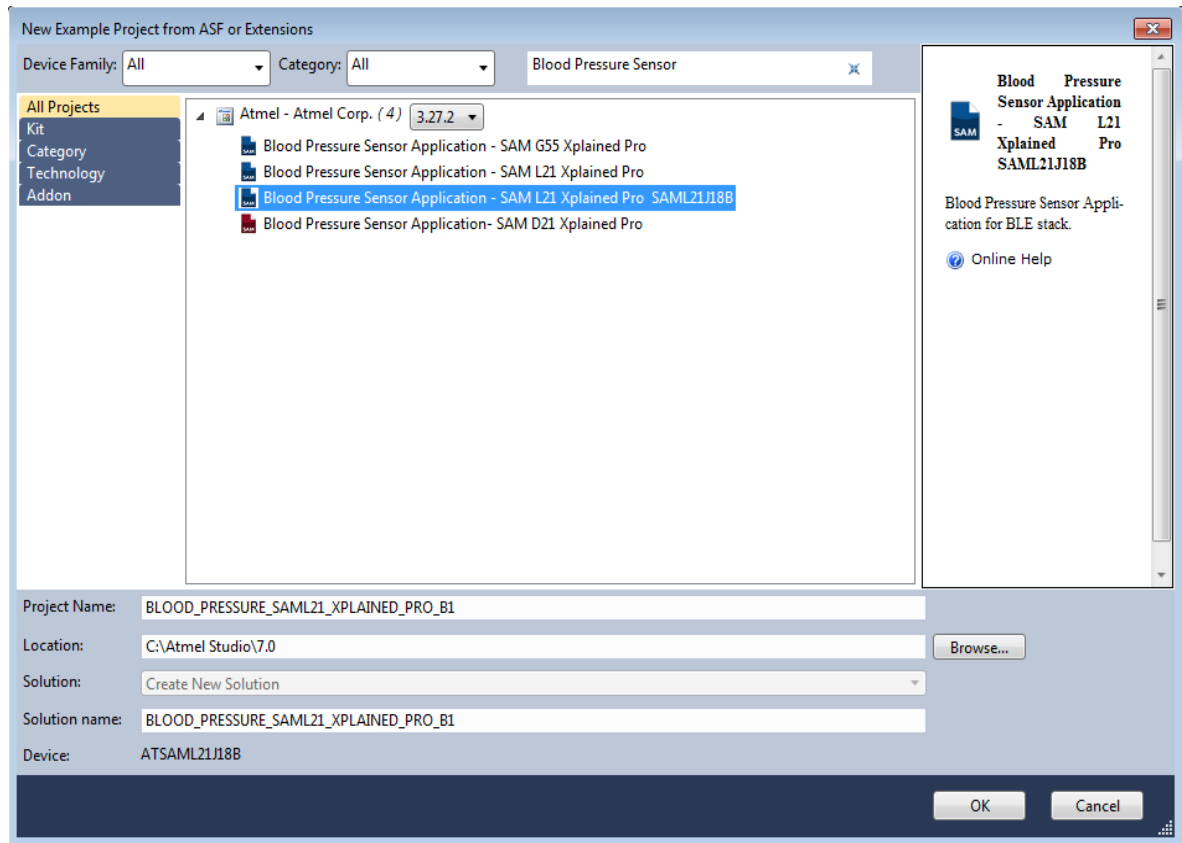 New Example Project from ASF or Extensions
Device Family: All Category: All Blood Pressure Sensor
All Projects
Kit
Category
Technology
Addon
Atmel - Atmel Corp. (4) 3.27.2
Blood Pressure Sensor Application - SAM G55 Xplained Pro
Blood Pressure Sensor Application - SAM L21 Xplained Pro
Blood Pressure Sensor Application - SAM L21 Xplained Pro SAML21J18B
Blood Pressure Sensor Application- SAM D21 Xplained Pro
SAM
Blood Pressure
Sensor Application
- SAM L21
Xplained Pro
SAML21J18B
Blood Pressure Sensor Appli-
cation for BLE stack.
Online Help
Project Name: BLOOD_PRESSURE_SAML21_XPLAINED_PRO_B1
Location: C:\Atmel Studio\7.0 Browse...
Solution: Create New Solution
Solution name: BLOOD_PRESSURE_SAML21_XPLAINED_PRO_B1
Device: ATSAML21J18B
OK Cancel